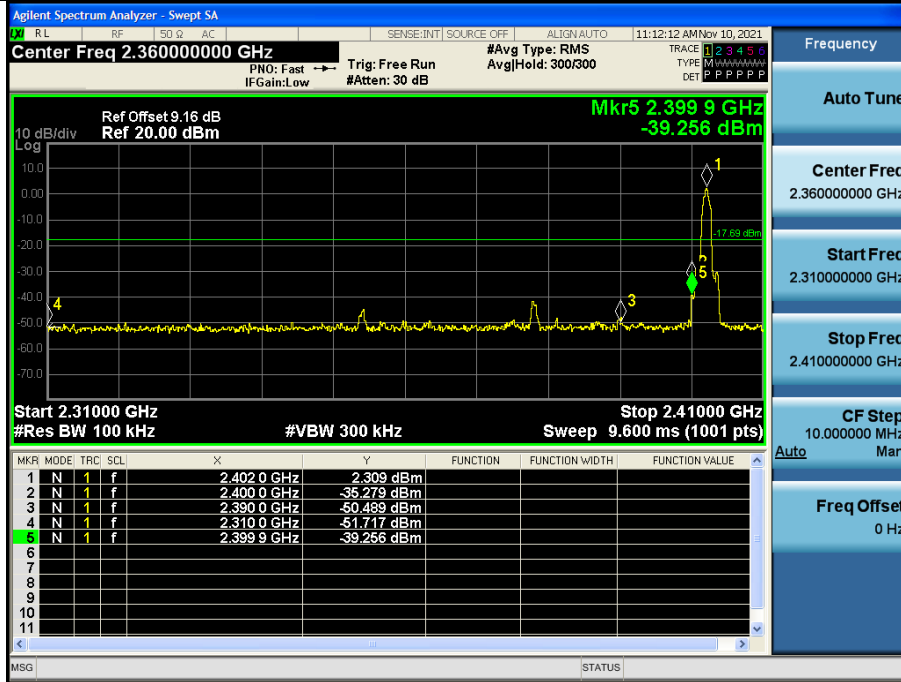 Agilent Spectrum Analyzer - Swept SA
LXI RL RF 50 Ω AC SENSE:INT SOURCE OFF ALIGN AUTO 11:12:12 AM Nov 10, 2021
Center Freq 2.360000000 GHz
PNO: Fast
IFGain:Low
Trig: Free Run
#Atten: 30 dB
#Avg Type: RMS
Avg|Hold: 300/300
TRACE 1 2 3 4 5 6
TYPE M W W W W W
DET P P P P P P
Mkr5 2.399 9 GHz
-39.256 dBm
Ref Offset 9.16 dB
10 dB/div Ref 20.00 dBm
Log
10.0
0.00
-10.0
-20.0
-30.0
-40.0
-50.0
-60.0
-70.0
1
-17.69 dBm
5
3
4
Start 2.31000 GHz Stop 2.41000 GHz
#Res BW 100 kHz #VBW 300 kHz Sweep 9.600 ms (1001 pts)
MKR MODE TRC SCL X Y FUNCTION FUNCTION WIDTH FUNCTION VALUE
1 N 1 f 2.402 0 GHz 2.309 dBm
2 N 1 f 2.400 0 GHz -35.279 dBm
3 N 1 f 2.390 0 GHz -50.489 dBm
4 N 1 f 2.310 0 GHz -51.717 dBm
5 N 1 f 2.399 9 GHz -39.256 dBm
6
7
8
9
10
11
MSG STATUS
Frequency
Auto Tune
Center Freq
2.360000000 GHz
Start Freq
2.310000000 GHz
Stop Freq
2.410000000 GHz
CF Step
10.000000 MHz
Auto Man
Freq Offset
0 Hz